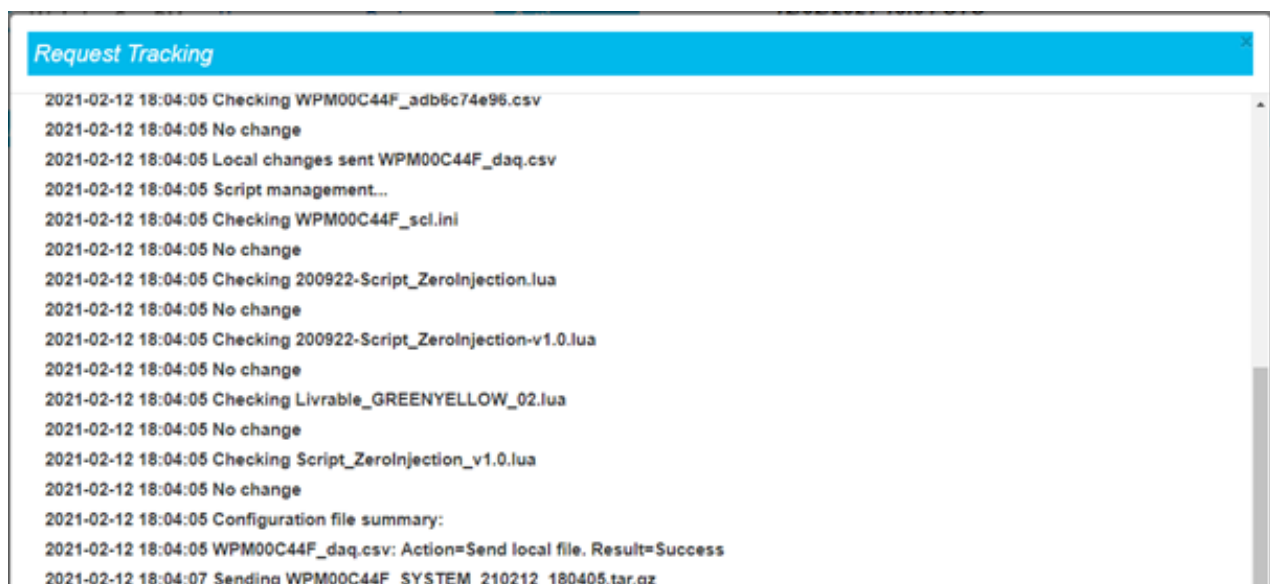 Request Tracking
×
2021-02-12 18:04:05 Checking WPM00C44F_adb6c74e96.csv
2021-02-12 18:04:05 No change
2021-02-12 18:04:05 Local changes sent WPM00C44F_daq.csv
2021-02-12 18:04:05 Script management...
2021-02-12 18:04:05 Checking WPM00C44F_scl.ini
2021-02-12 18:04:05 No change
2021-02-12 18:04:05 Checking 200922-Script_ZeroInjection.lua
2021-02-12 18:04:05 No change
2021-02-12 18:04:05 Checking 200922-Script_ZeroInjection-v1.0.lua
2021-02-12 18:04:05 No change
2021-02-12 18:04:05 Checking Livrable_GREENYELLOW_02.lua
2021-02-12 18:04:05 No change
2021-02-12 18:04:05 Checking Script_ZeroInjection_v1.0.lua
2021-02-12 18:04:05 No change
2021-02-12 18:04:05 Configuration file summary:
2021-02-12 18:04:05 WPM00C44F_daq.csv: Action=Send local file. Result=Success
2021-02-12 18:04:07 Sending WPM00C44F_SYSTEM_210212_180405.tar.gz